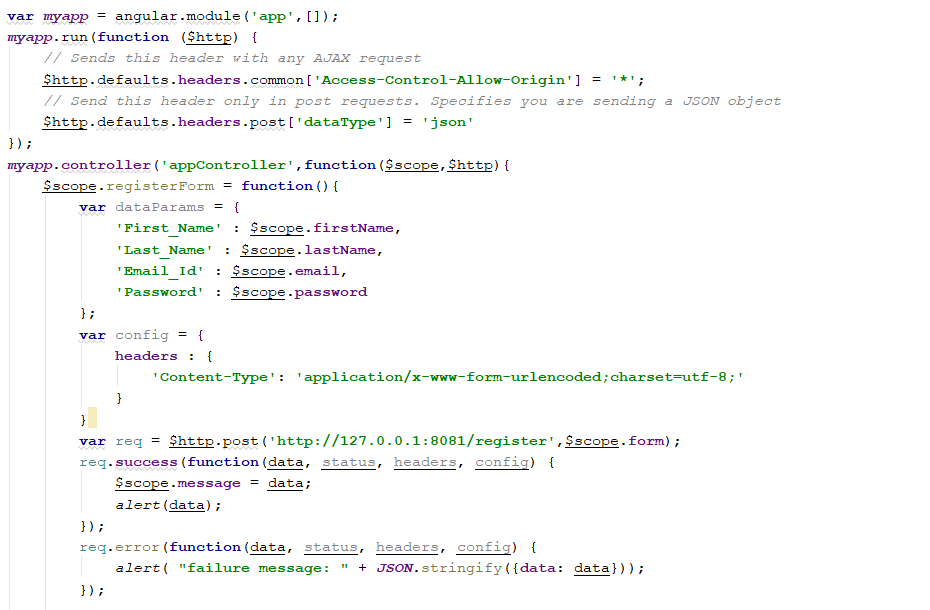 var myapp = angular.module('app',[]);
myapp.run(function ($http) {
// Sends this header with any AJAX request
$http.defaults.headers.common['Access-Control-Allow-Origin'] = '*';
// Send this header only in post requests. Specifies you are sending a JSON object
$http.defaults.headers.post['dataType'] = 'json'
});
myapp.controller('appController',function($scope,$http){
$scope.registerForm = function(){
var dataParams = {
'First_Name' : $scope.firstName,
'Last_Name' : $scope.lastName,
'Email_Id' : $scope.email,
'Password' : $scope.password
};
var config = {
headers : {
'Content-Type': 'application/x-www-form-urlencoded;charset=utf-8;'
}
}
var req = $http.post('http://127.0.0.1:8081/register',$scope.form);
req.success(function(data, status, headers, config) {
$scope.message = data;
alert(data);
});
req.error(function(data, status, headers, config) {
alert( "failure message: " + JSON.stringify({data: data}));
});